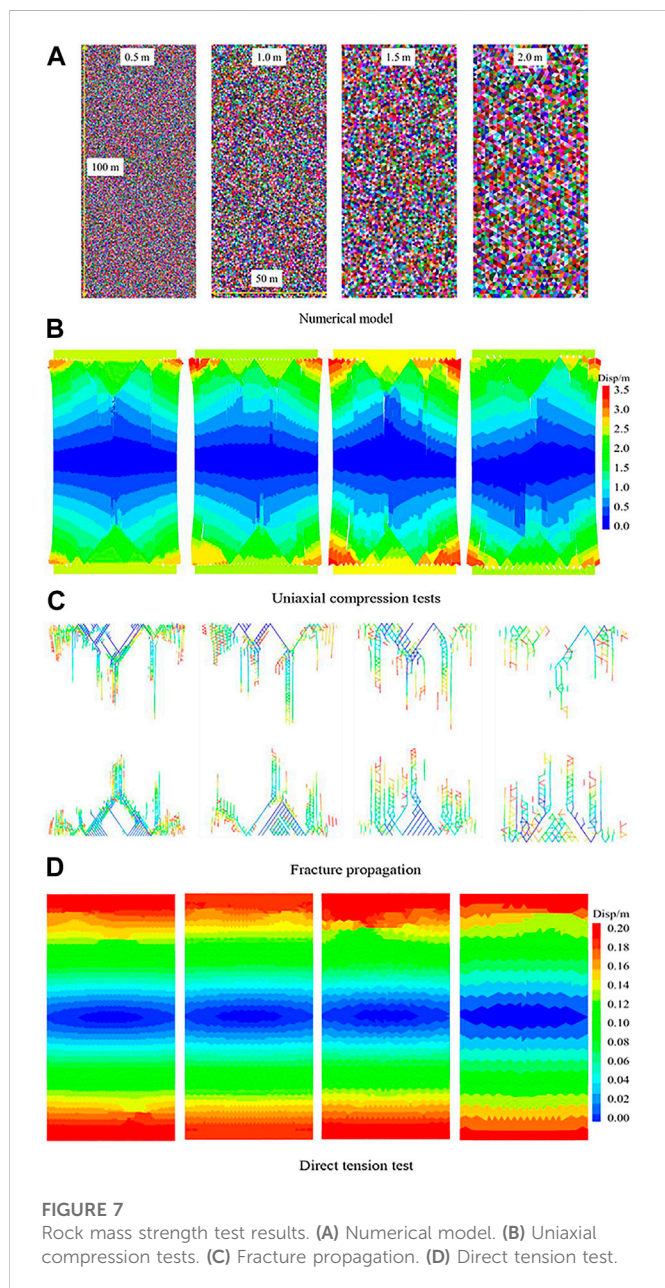 A
0.5 m 1.0 m 1.5 m 2.0 m
100 m
50 m
Numerical model
B
Disp/m
3.5
3.0
2.5
2.0
1.5
1.0
0.5
0.0
Uniaxial compression tests
C
Fracture propagation
D
Disp/m
0.20
0.18
0.16
0.14
0.12
0.10
0.08
0.06
0.04
0.02
0.00
Direct tension test
FIGURE 7
Rock mass strength test results. (A) Numerical model. (B) Uniaxial
compression tests. (C) Fracture propagation. (D) Direct tension test.